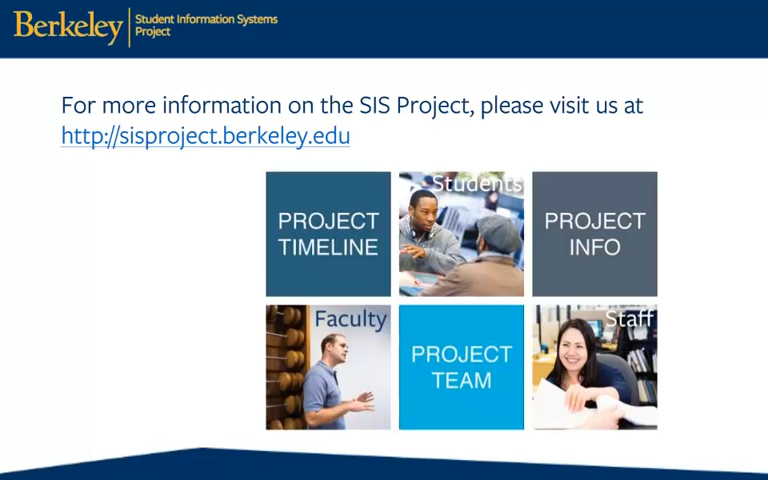 Berkeley
Student Information Systems
Project
For more information on the SIS Project, please visit us at
http://sisproject.berkeley.edu
PROJECT
TIMELINE
Students
PROJECT
INFO
Faculty
PROJECT
TEAM
Staff